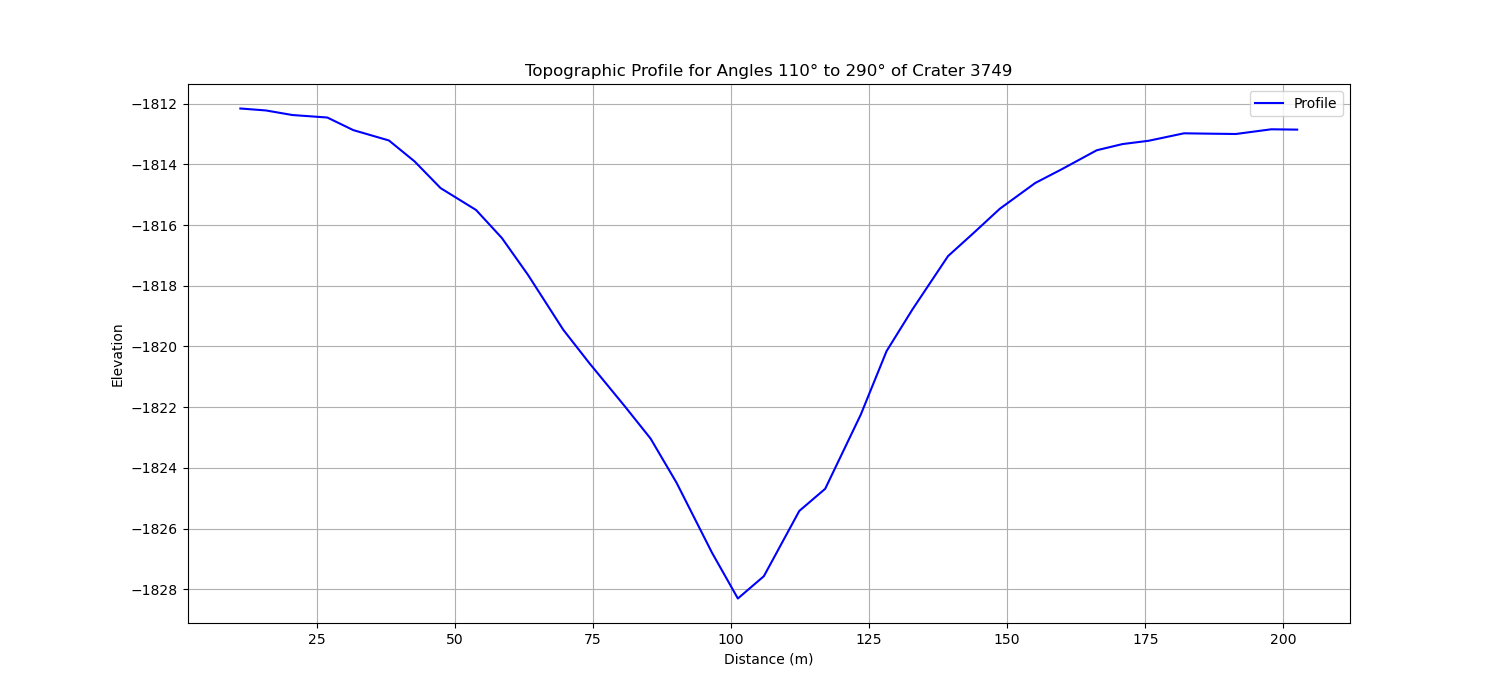 Topographic Profile for Angles 110° to 290° of Crater 3749
Profile
−1812
−1814
−1816
−1818
−1820
−1822
−1824
−1826
−1828
Elevation
25 50 75 100 125 150 175 200
Distance (m)